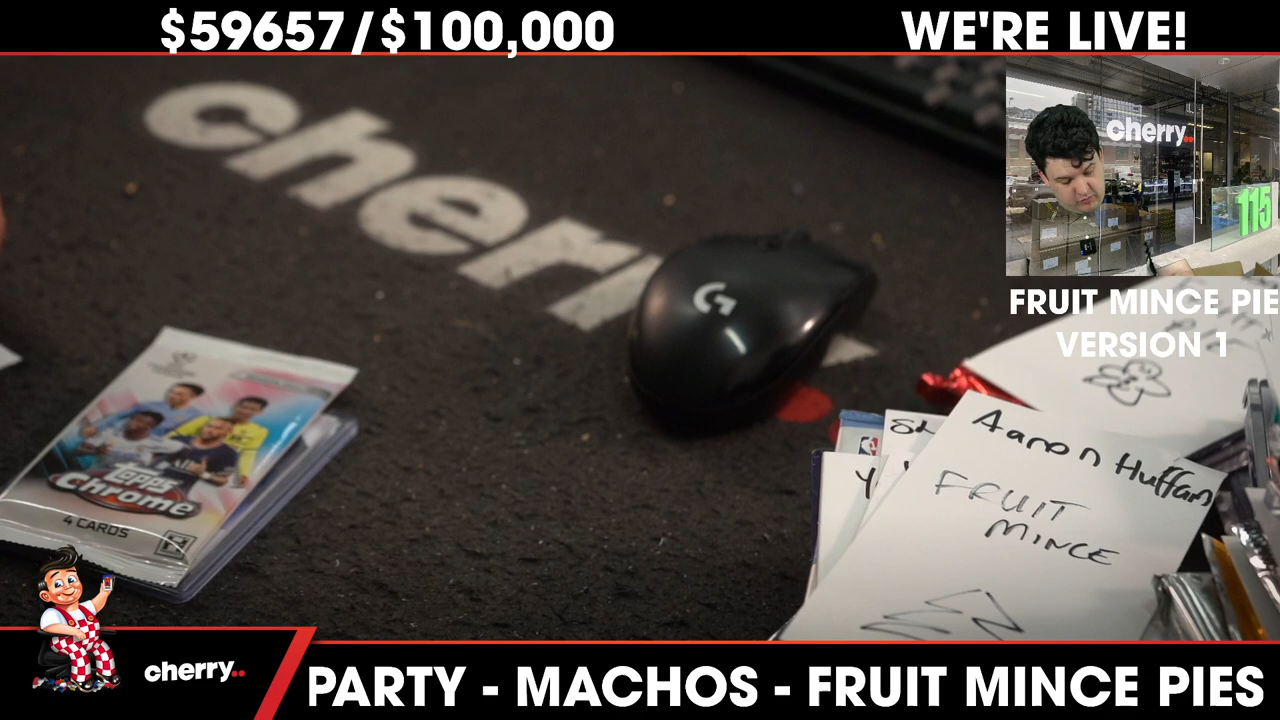 $59657/$100,000
WE'RE LIVE!
cherry..
115
FRUIT MINCE PIE
VERSION 1
cherr
Aaron Huffam
FRUIT
MINCE
TOPPS
Chrome
4 CARDS
cherry..
PARTY - MACHOS - FRUIT MINCE PIES